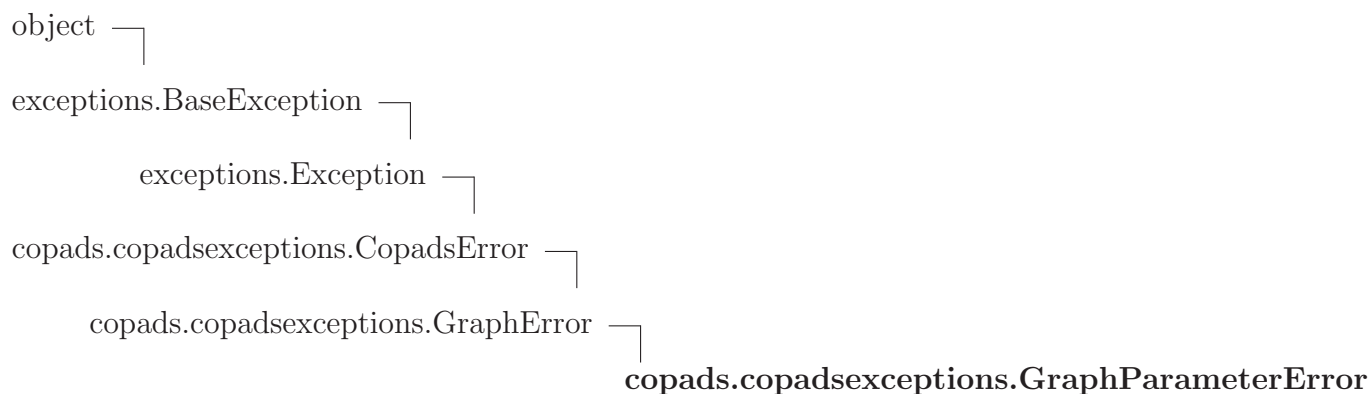 object
exceptions.BaseException
exceptions.Exception
copads.copadsexceptions.CopadsError
copads.copadsexceptions.GraphError
copads.copadsexceptions.GraphParameterError